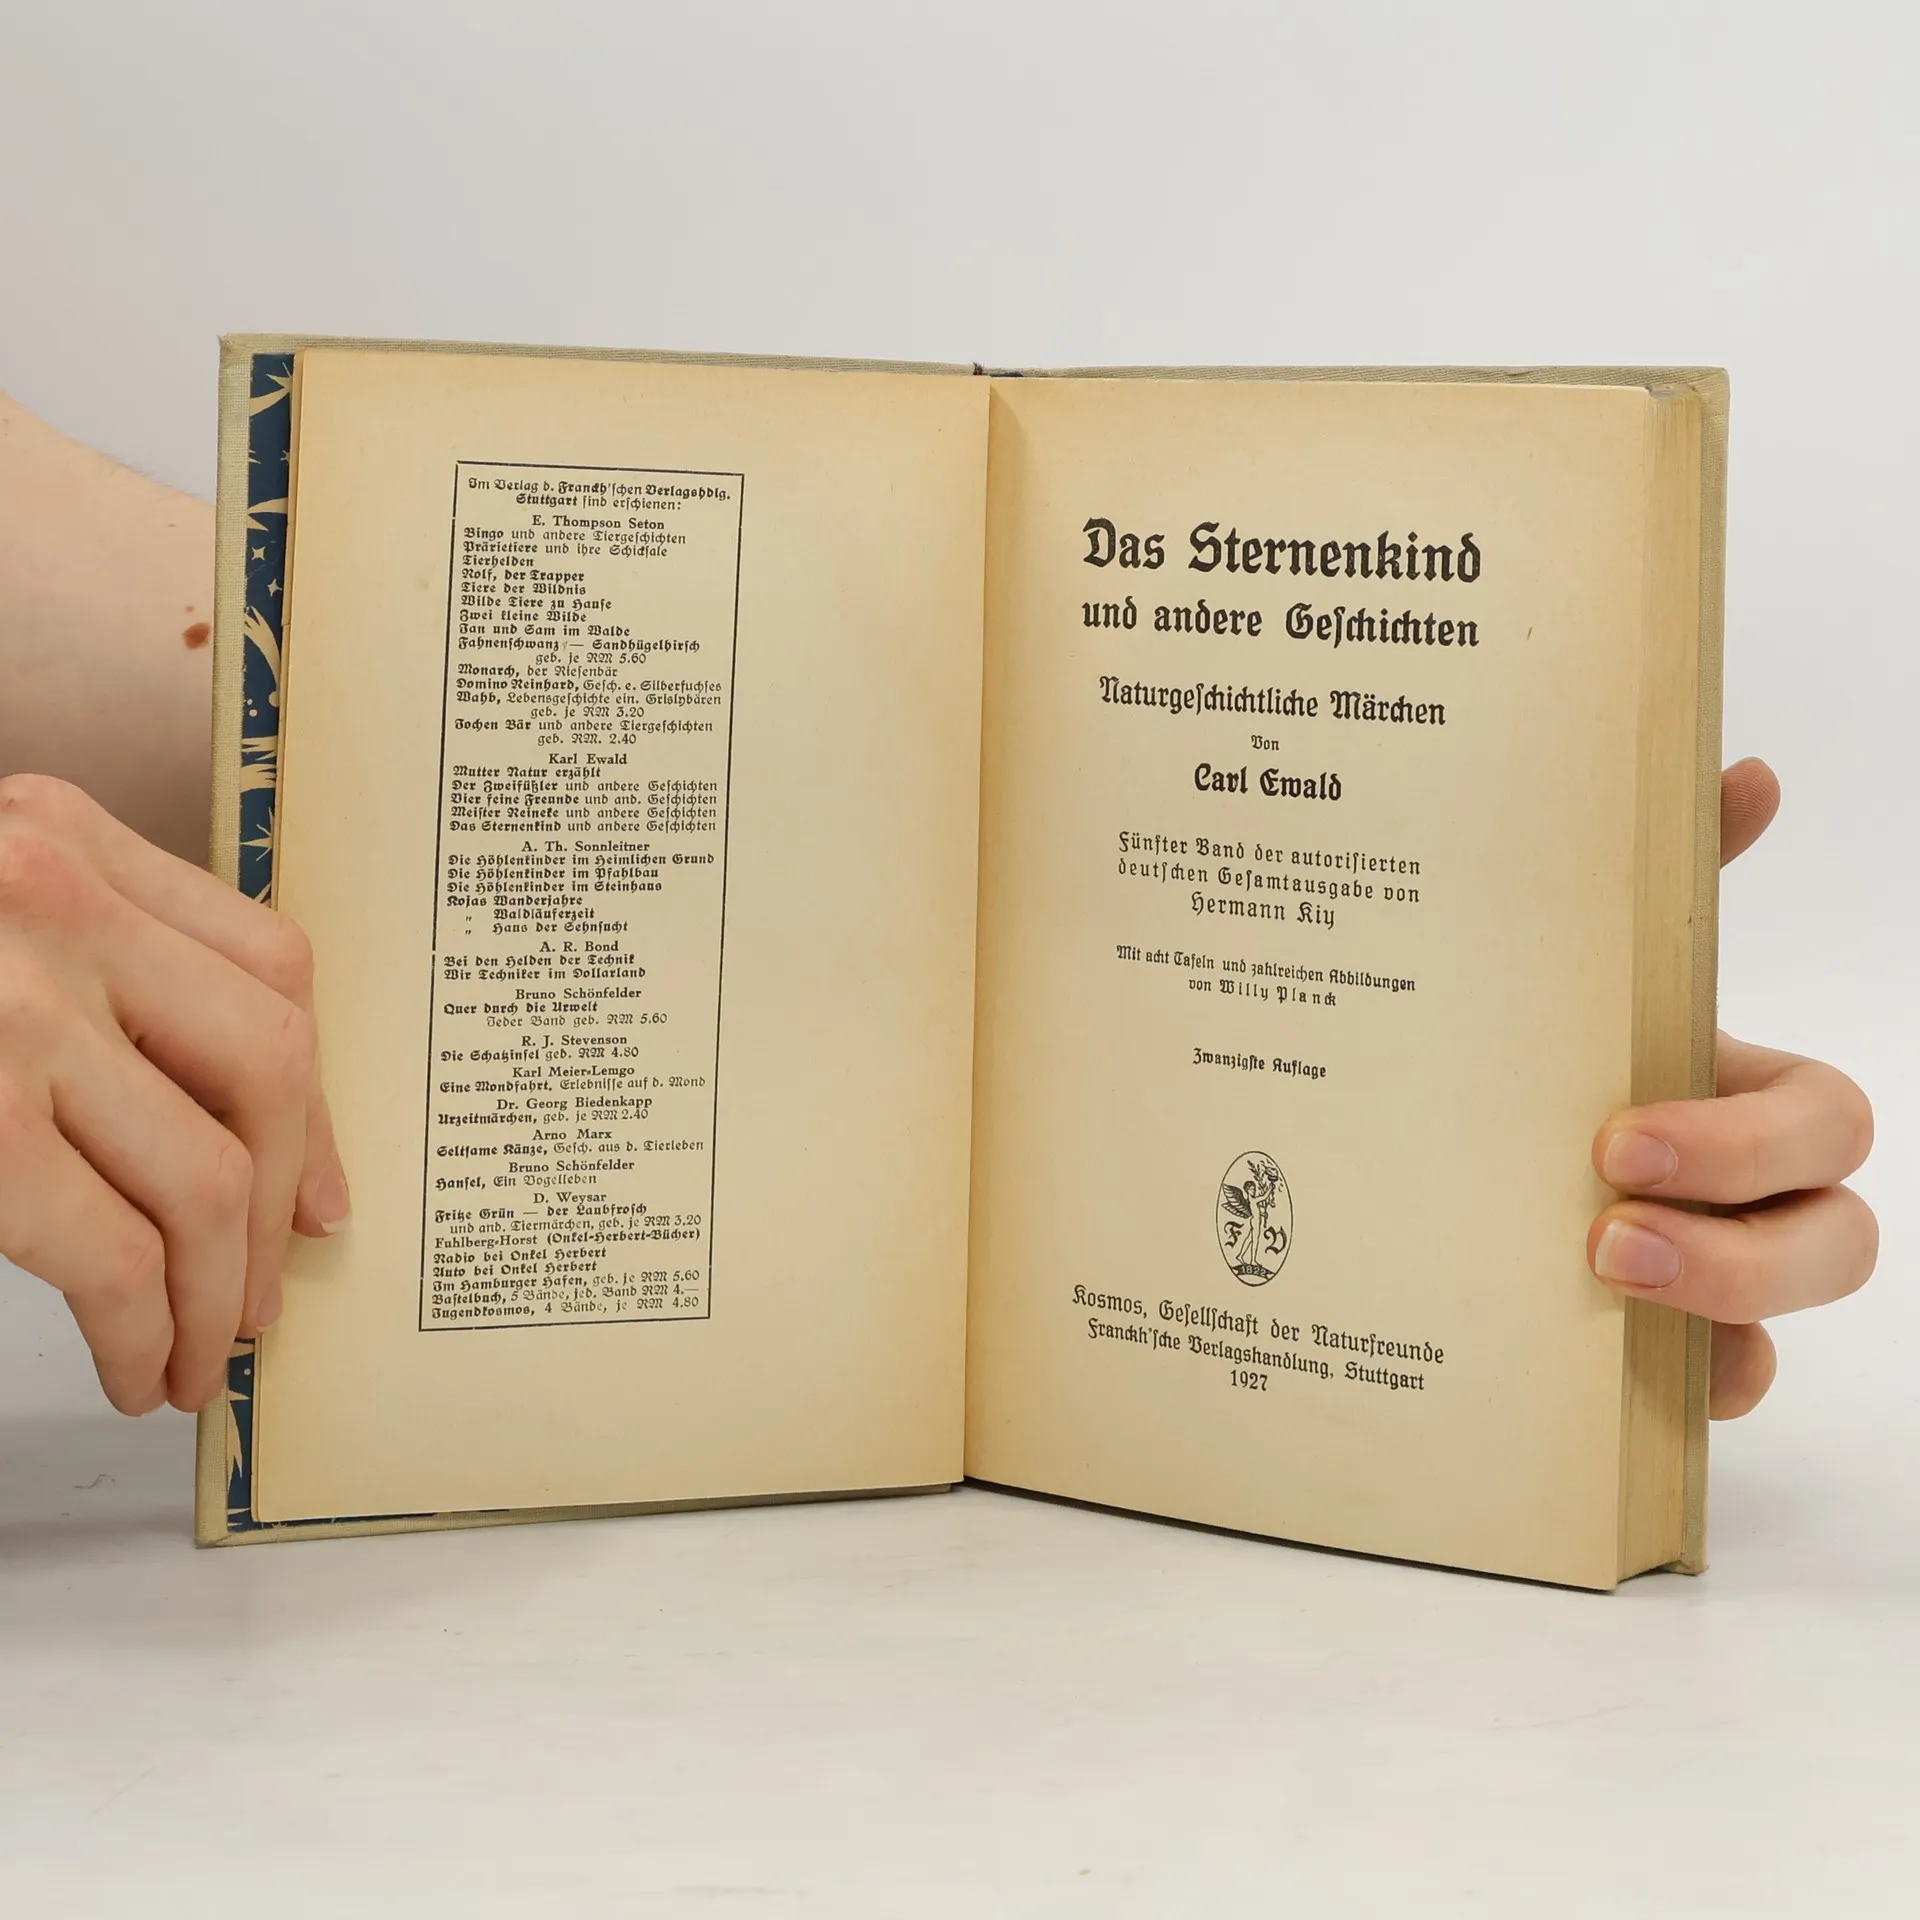 Im Verlag d. Franckh'schen Verlagshdlg.
Stuttgart sind erschienen:
E. Thompson Seton
Bingo und andere Tiergeschichten
Prärietiere und ihre Schicksale
Tierhelden
Rolf, der Trapper
Tiere der Wildnis
Wilde Tiere zu Hause
Zwei kleine Wilde
Jan und Sam im Walde
Fahnenschwanz — Sandhügelhirsch
geb. je RM 5.60
Monarch, der Riesenbär
Domino Reinhard, Gesch. e. Silberfuchses
Wahb, Lebensgeschichte ein. Grislybären
geb. je RM 3.20
Jochen Bär und andere Tiergeschichten
geb. RM. 2.40
Karl Ewald
Mutter Natur erzählt
Der Zweifüßler und andere Geschichten
Vier feine Freunde und and. Geschichten
Meister Reineke und andere Geschichten
Das Sternenkind und andere Geschichten
A. Th. Sonnleitner
Die Höhlenkinder im Heimlichen Grund
Die Höhlenkinder im Pfahlbau
Die Höhlenkinder im Steinhaus
Kojas Wanderjahre
„ Waldläuferzeit
„ Haus der Sehnsucht
A. R. Bond
Bei den Helden der Technik
Wir Techniker im Dollarland
Bruno Schönfelder
Quer durch die Urwelt
Jeder Band geb. RM 5.60
R. J. Stevenson
Die Schatzinsel geb. RM 4.80
Karl Meier-Lemgo
Eine Mondfahrt. Erlebnisse auf d. Mond
Dr. Georg Biedenkapp
Urzeitmärchen, geb. je RM 2.40
Arno Marx
Seltsame Käuze, Gesch. aus d. Tierleben
Bruno Schönfelder
Hansel, Ein Vogelleben
D. Weysar
Fritze Grün — der Laubfrosch
und and. Tiermärchen, geb. je RM 3.20
Fuhlberg-Horst (Onkel-Herbert-Bücher)
Radio bei Onkel Herbert
Auto bei Onkel Herbert
Im Hamburger Hafen, geb. je RM 5.60
Bastelbuch, 5 Bände, jed. Band RM 4.—
Jugendkosmos, 4 Bände, je RM 4.80
Das Sternenkind
und andere Geschichten
Naturgeschichtliche Märchen
Von
Carl Ewald
Fünfter Band der autorisierten
deutschen Gesamtausgabe von
Hermann Kiy
Mit acht Tafeln und zahlreichen Abbildungen
von Willy Planck
Zwanzigste Auflage
F V
1822
Kosmos, Gesellschaft der Naturfreunde
Franckh'sche Verlagshandlung, Stuttgart
1927